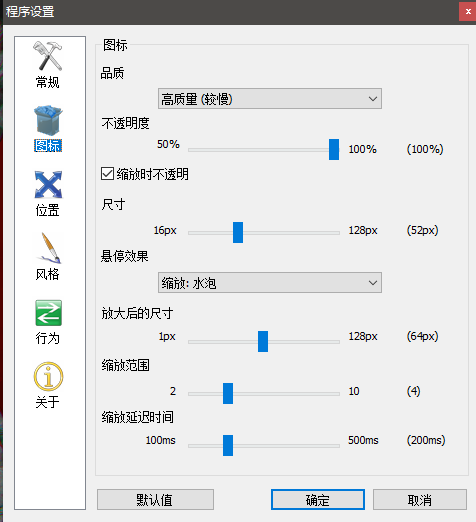 程序设置
常规
图标
位置
风格
行为
关于
图标
品质
高质量 (较慢)
不透明度
50% 100% (100%)
缩放时不透明
尺寸
16px 128px (52px)
悬停效果
缩放: 水泡
放大后的尺寸
1px 128px (64px)
缩放范围
2 10 (4)
缩放延迟时间
100ms 500ms (200ms)
默认值 确定 取消